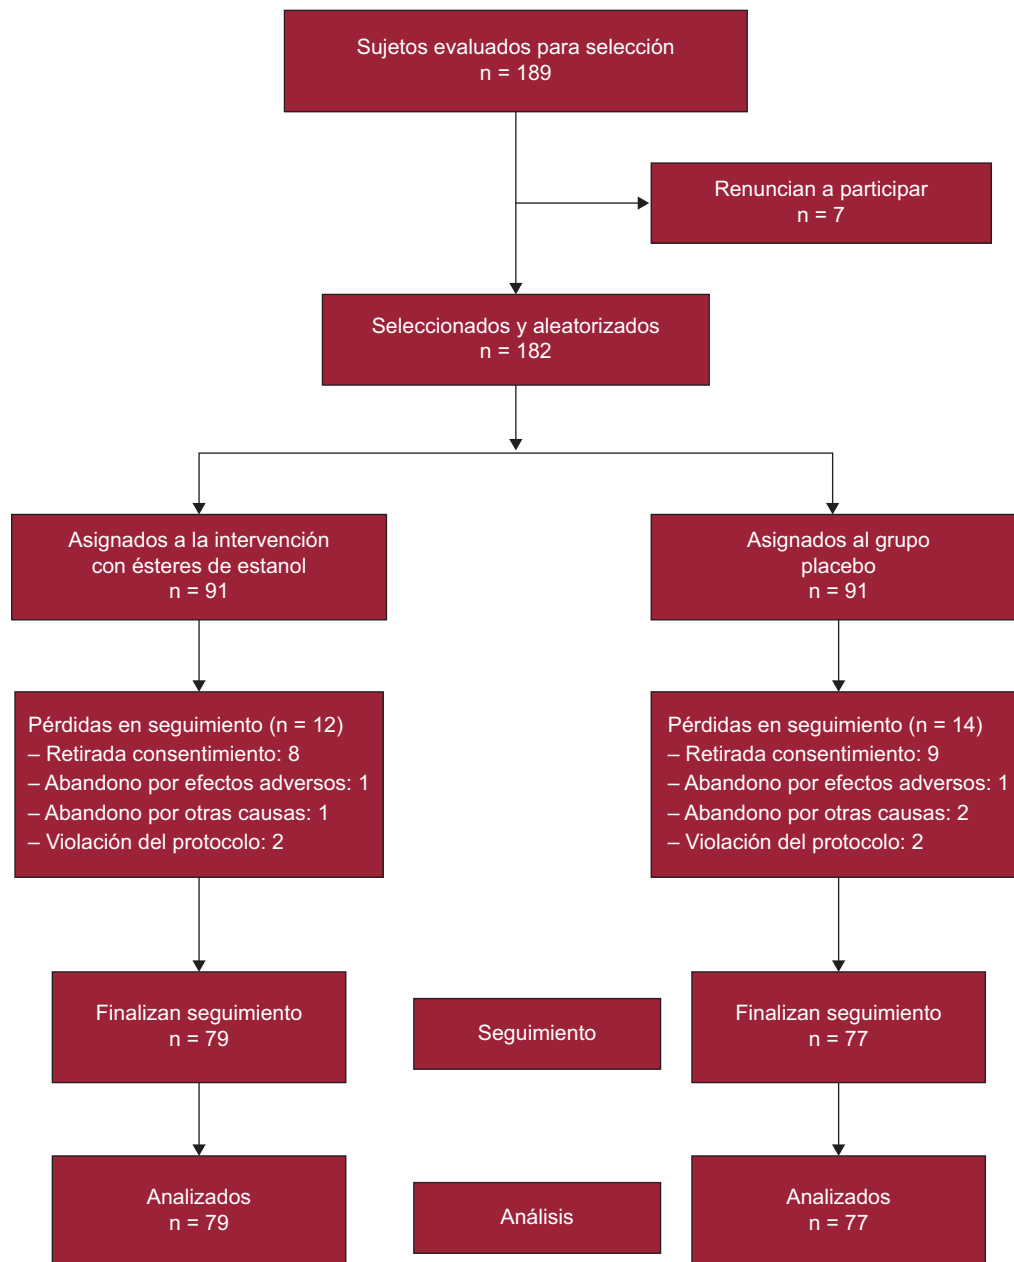 Sujetos evaluados para selección
n = 189
Renuncian a participar
n = 7
Seleccionados y aleatorizados
n = 182
Asignados a la intervención
con ésteres de estanol
n = 91
Asignados al grupo
placebo
n = 91
Pérdidas en seguimiento (n = 12)
– Retirada consentimiento: 8
– Abandono por efectos adversos: 1
– Abandono por otras causas: 1
– Violación del protocolo: 2
Pérdidas en seguimiento (n = 14)
– Retirada consentimiento: 9
– Abandono por efectos adversos: 1
– Abandono por otras causas: 2
– Violación del protocolo: 2
Finalizan seguimiento
n = 79
Seguimiento
Finalizan seguimiento
n = 77
Analizados
n = 79
Análisis
Analizados
n = 77